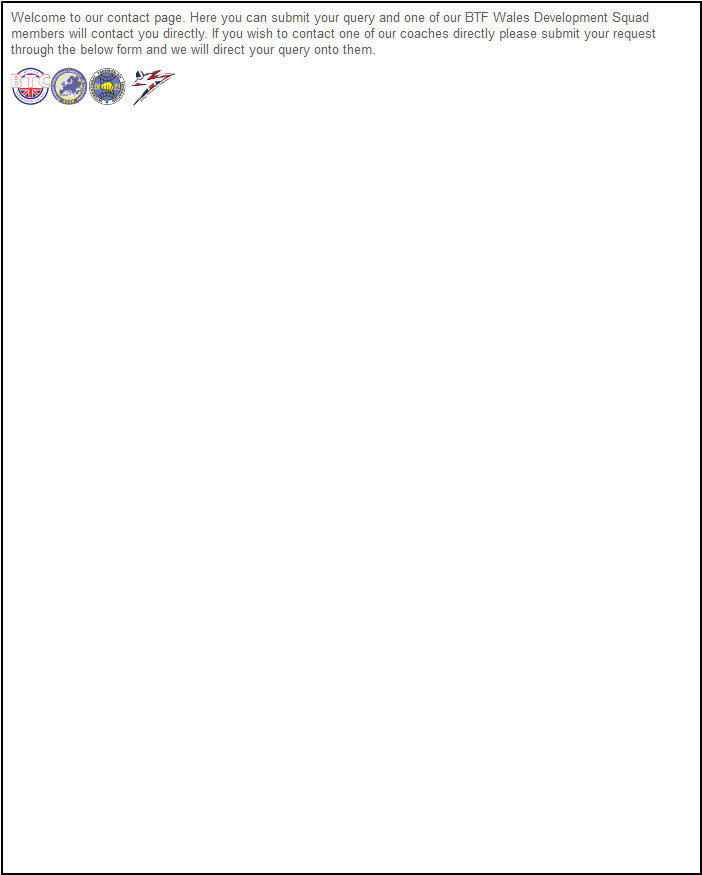 Welcome to our contact page. Here you can submit your query and one of our BTF Wales Development Squad
members will contact you directly. If you wish to contact one of our coaches directly please submit your request
through the below form and we will direct your query onto them.
BTC